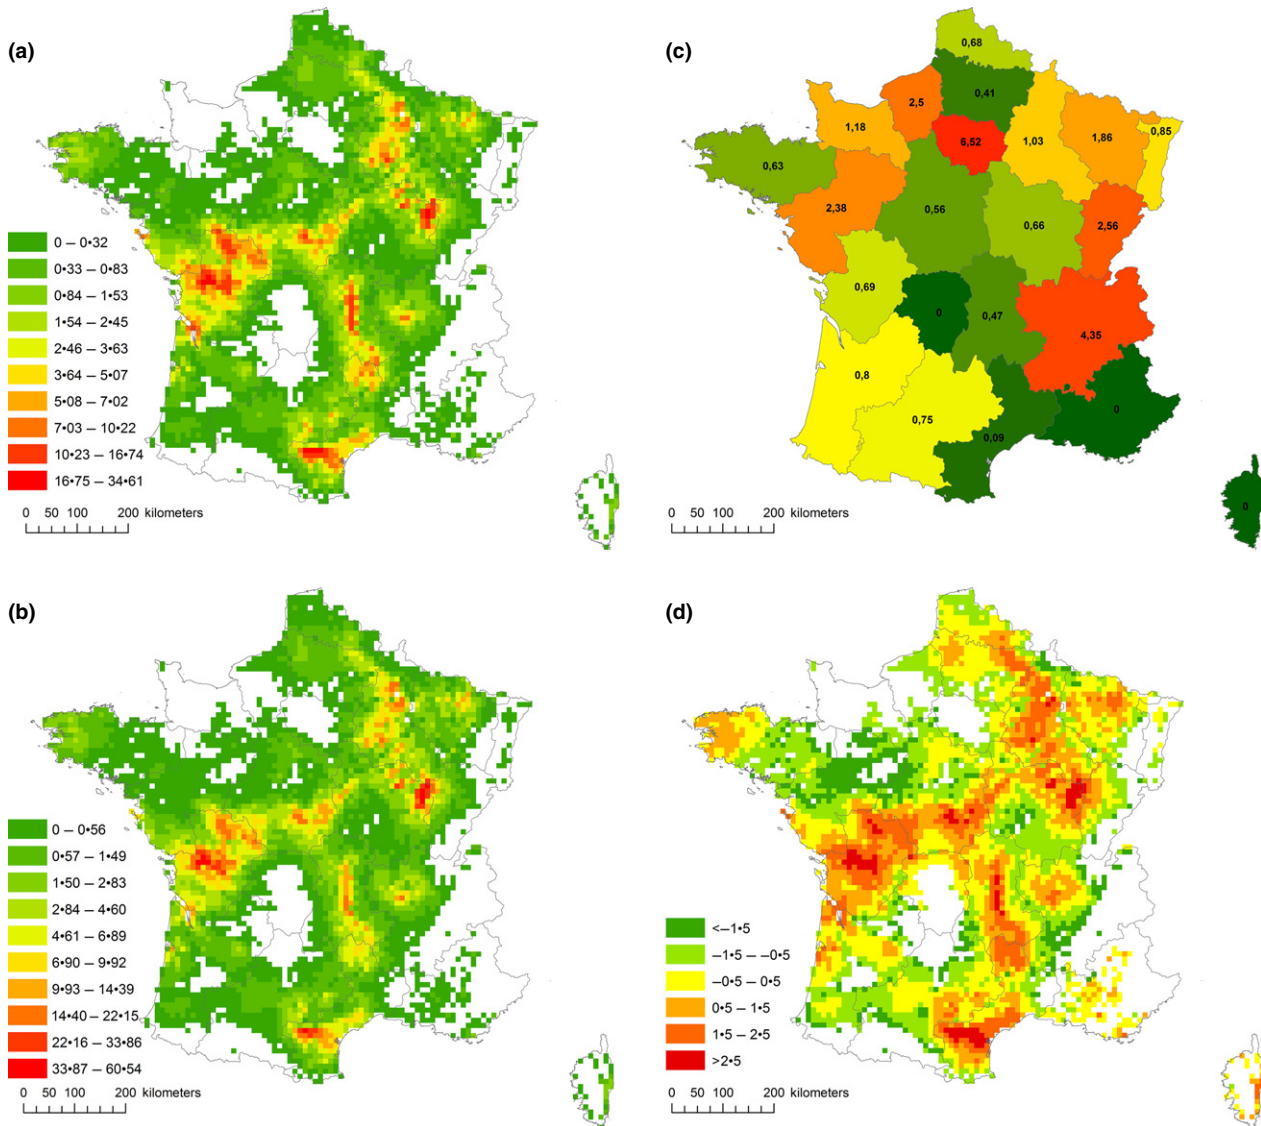 (a)
0 – 0•32
0•33 – 0•83
0•84 – 1•53
1•54 – 2•45
2•46 – 3•63
3•64 – 5•07
5•08 – 7•02
7•03 – 10•22
10•23 – 16•74
16•75 – 34•61
0 50 100 200 kilometers
(c)
0,68
0,41
2,5
1,18
6,52
1,03
1,86
0,85
0,63
2,38
0,56
0,66
2,56
0,69
0
0,47
4,35
0,8
0,75
0,09
0
0
0 50 100 200 kilometers
(b)
0 – 0•56
0•57 – 1•49
1•50 – 2•83
2•84 – 4•60
4•61 – 6•89
6•90 – 9•92
9•93 – 14•39
14•40 – 22•15
22•16 – 33•86
33•87 – 60•54
0 50 100 200 kilometers
(d)
<–1•5
–1•5 – –0•5
–0•5 – 0•5
0•5 – 1•5
1•5 – 2•5
>2•5
0 50 100 200 kilometers